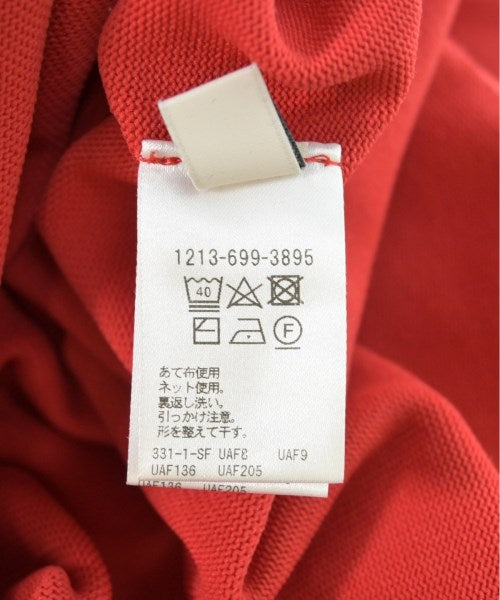 1213-699-3895
40
F
あて布使用
ネット使用。
裏返し洗い。
引っかけ注意。
形を整えて干す。
331-1-SF UAF8 UAF9
UAF136 UAF205
UAF136 UAF205